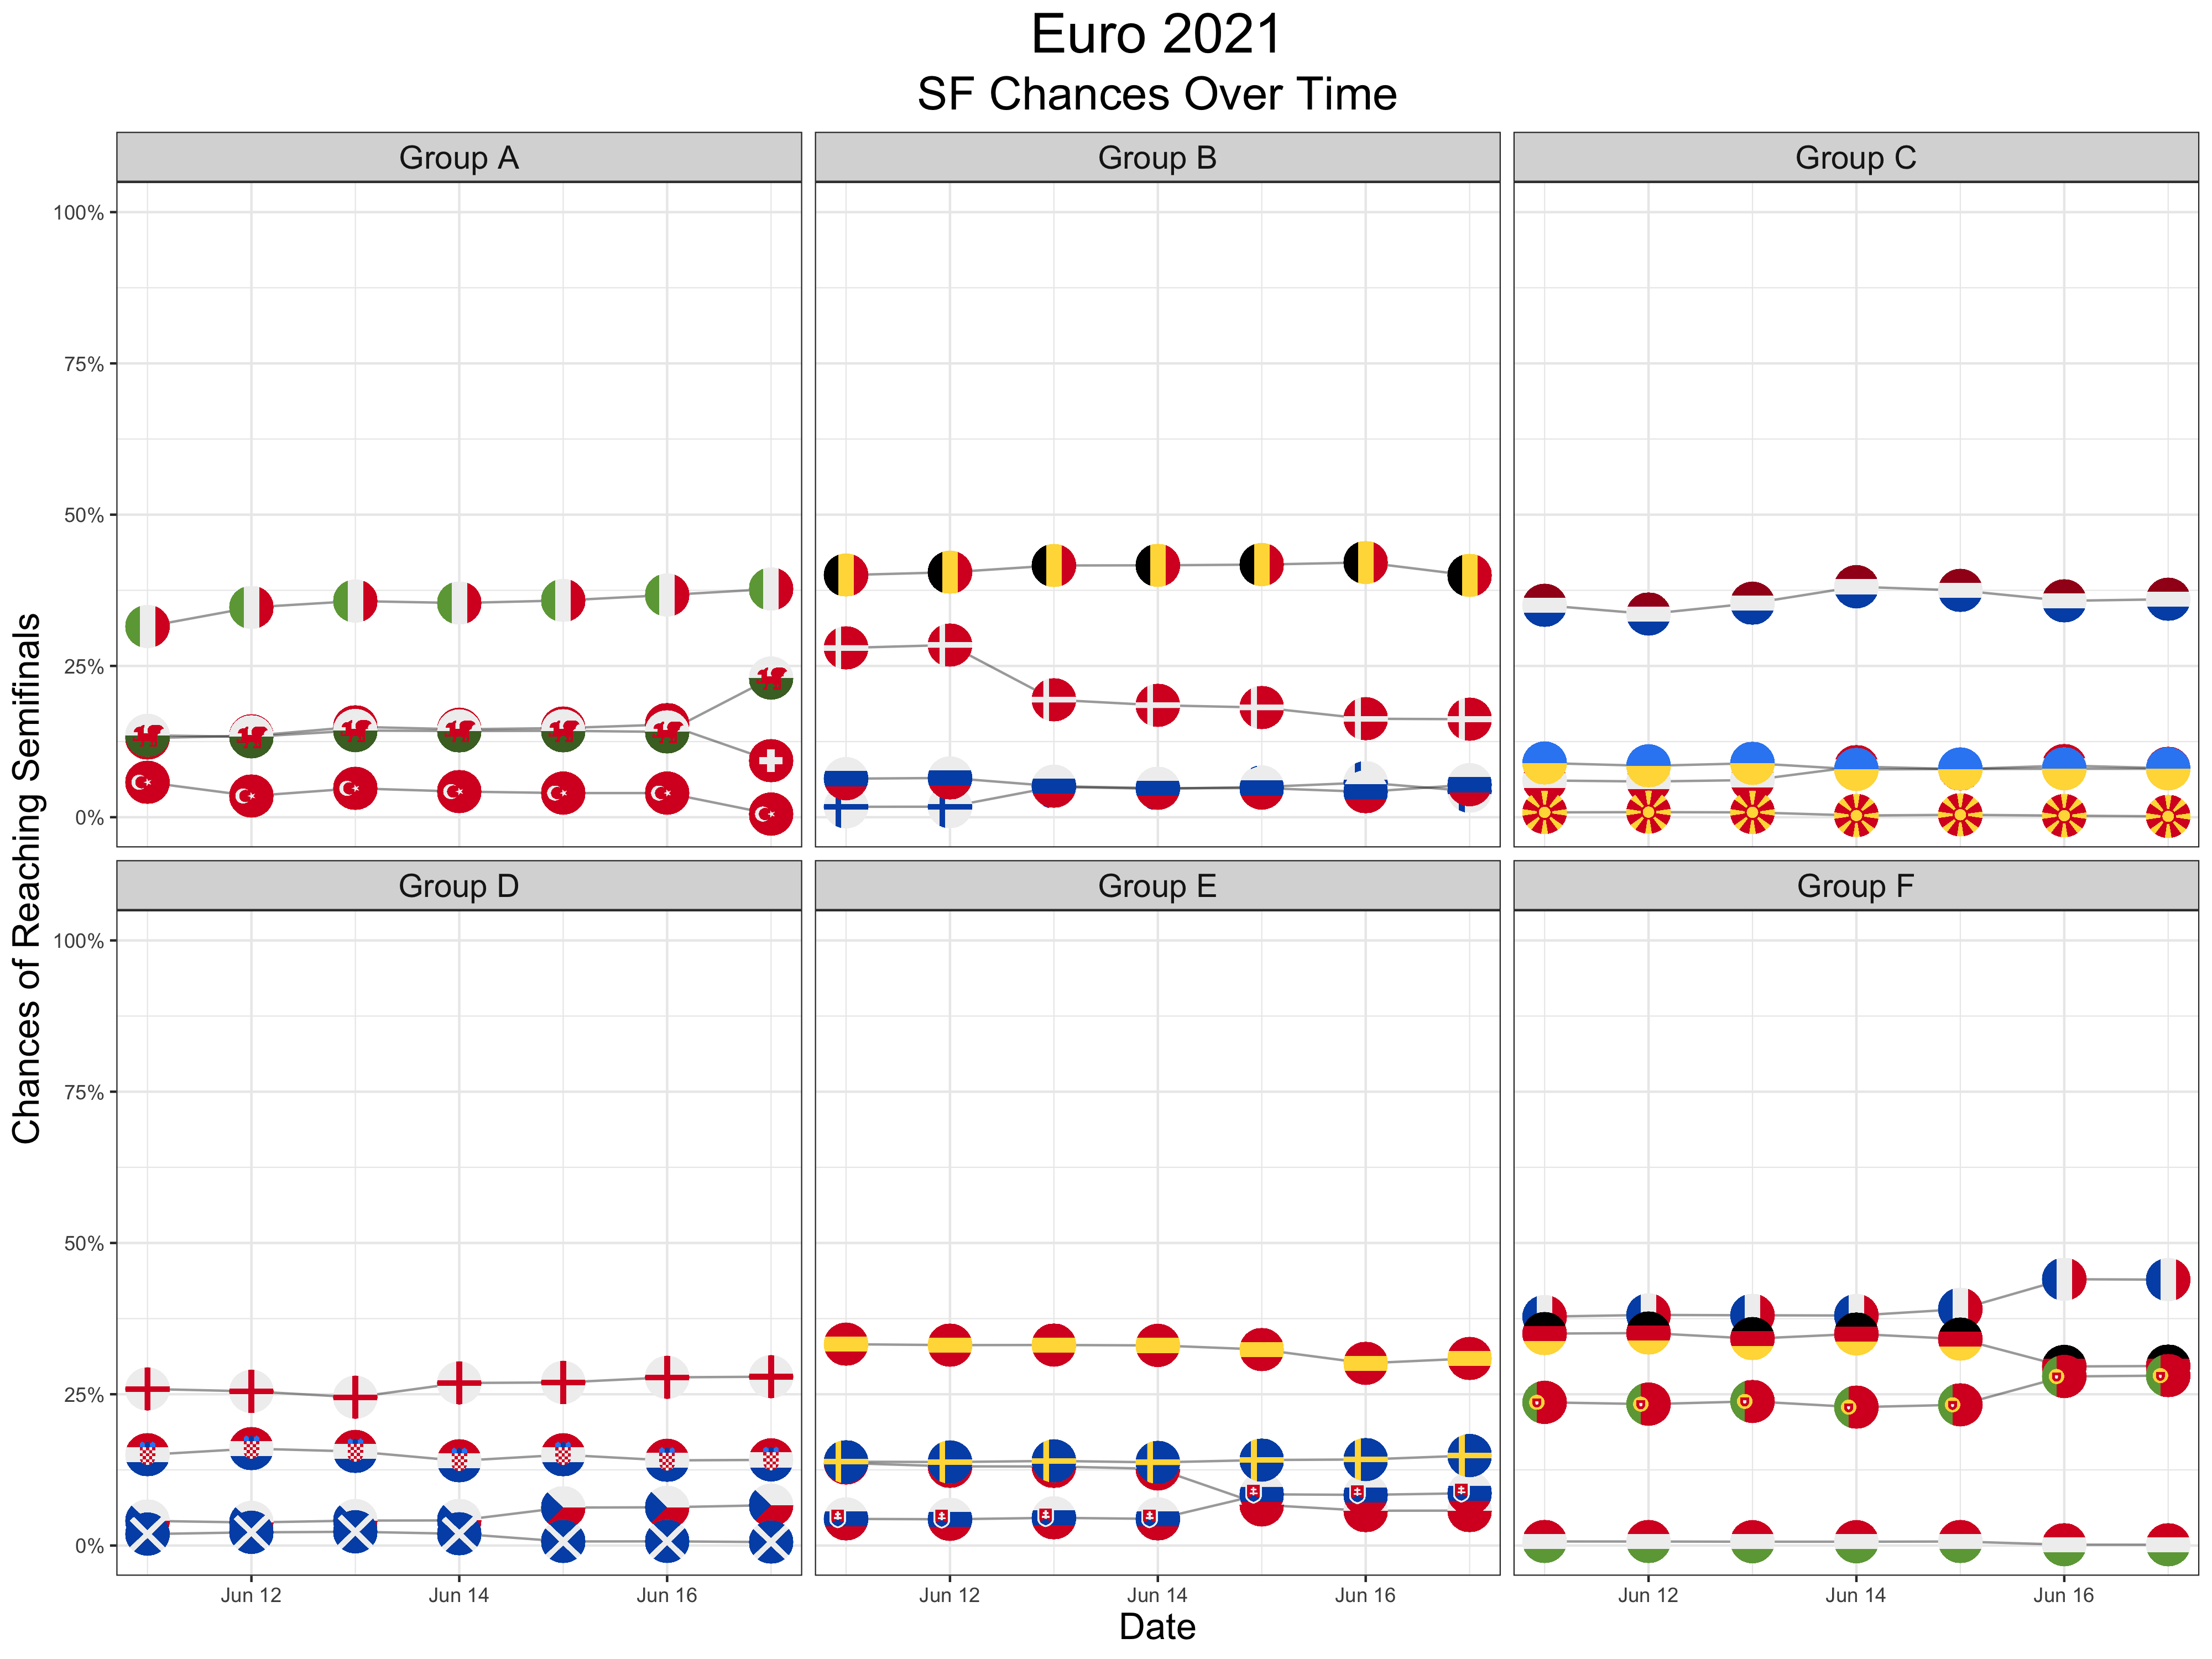 Euro 2021
SF Chances Over Time
Group A
Group B
Group C
100%
75%
50%
25%
0%
Group D
Group E
Group F
100%
75%
50%
25%
0%
Jun 12
Jun 14
Jun 16
Jun 12
Jun 14
Jun 16
Jun 12
Jun 14
Jun 16
Date
Chances of Reaching Semifinals